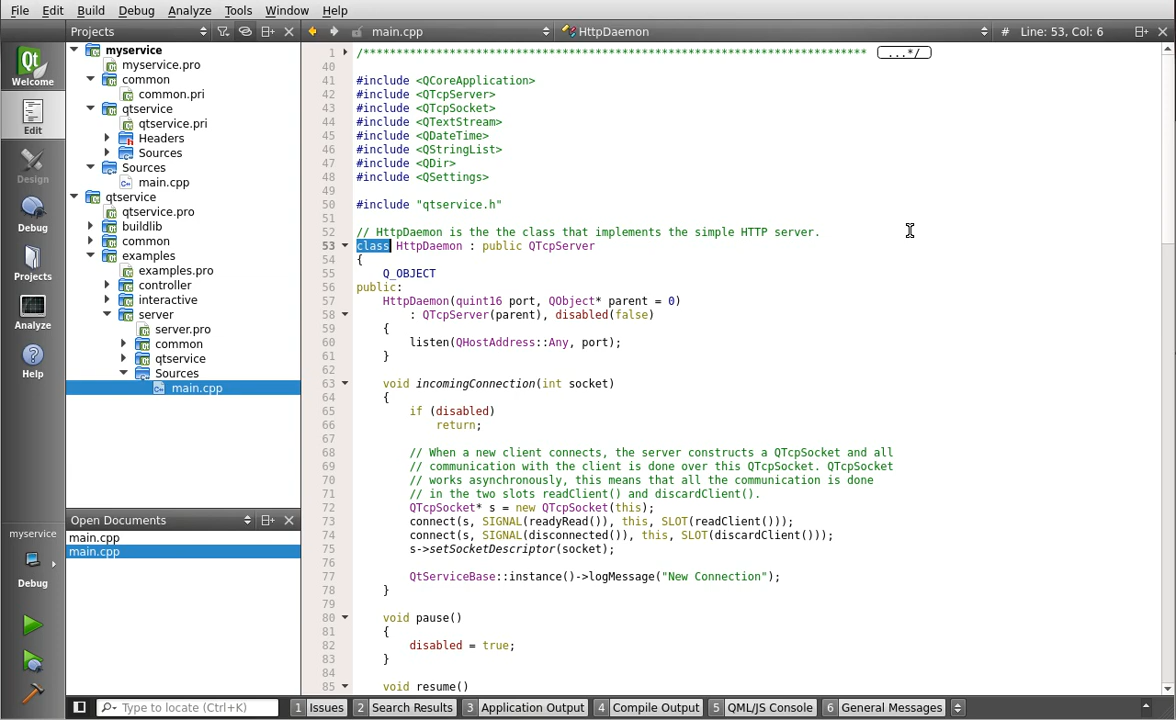 File Edit Build Debug Analyze Tools Window Help
Projects
main.cpp
HttpDaemon
# Line: 53, Col: 6
Qt
Welcome
Edit
Design
Debug
Projects
Analyze
Help
myservice
Debug
myservice
myservice.pro
common
common.pri
qtservice
qtservice.pri
Headers
Sources
Sources
main.cpp
qtservice
qtservice.pro
buildlib
common
examples
examples.pro
controller
interactive
server
server.pro
common
qtservice
Sources
main.cpp
Open Documents
main.cpp
main.cpp
1 /**************************************************************************** ...*/
40
41 #include <QCoreApplication>
42 #include <QTcpServer>
43 #include <QTcpSocket>
44 #include <QTextStream>
45 #include <QDateTime>
46 #include <QStringList>
47 #include <QDir>
48 #include <QSettings>
49
50 #include "qtservice.h"
51
52 // HttpDaemon is the the class that implements the simple HTTP server.
53 class HttpDaemon : public QTcpServer
54 {
55 Q_OBJECT
56 public:
57 HttpDaemon(quint16 port, QObject* parent = 0)
58 : QTcpServer(parent), disabled(false)
59 {
60 listen(QHostAddress::Any, port);
61 }
62
63 void incomingConnection(int socket)
64 {
65 if (disabled)
66 return;
67
68 // When a new client connects, the server constructs a QTcpSocket and all
69 // communication with the client is done over this QTcpSocket. QTcpSocket
70 // works asynchronously, this means that all the communication is done
71 // in the two slots readClient() and discardClient().
72 QTcpSocket* s = new QTcpSocket(this);
73 connect(s, SIGNAL(readyRead()), this, SLOT(readClient()));
74 connect(s, SIGNAL(disconnected()), this, SLOT(discardClient()));
75 s->setSocketDescriptor(socket);
76
77 QtServiceBase::instance()->logMessage("New Connection");
78 }
79
80 void pause()
81 {
82 disabled = true;
83 }
84
85 void resume()
Type to locate (Ctrl+K)
1 Issues
2 Search Results
3 Application Output
4 Compile Output
5 QML/JS Console
6 General Messages